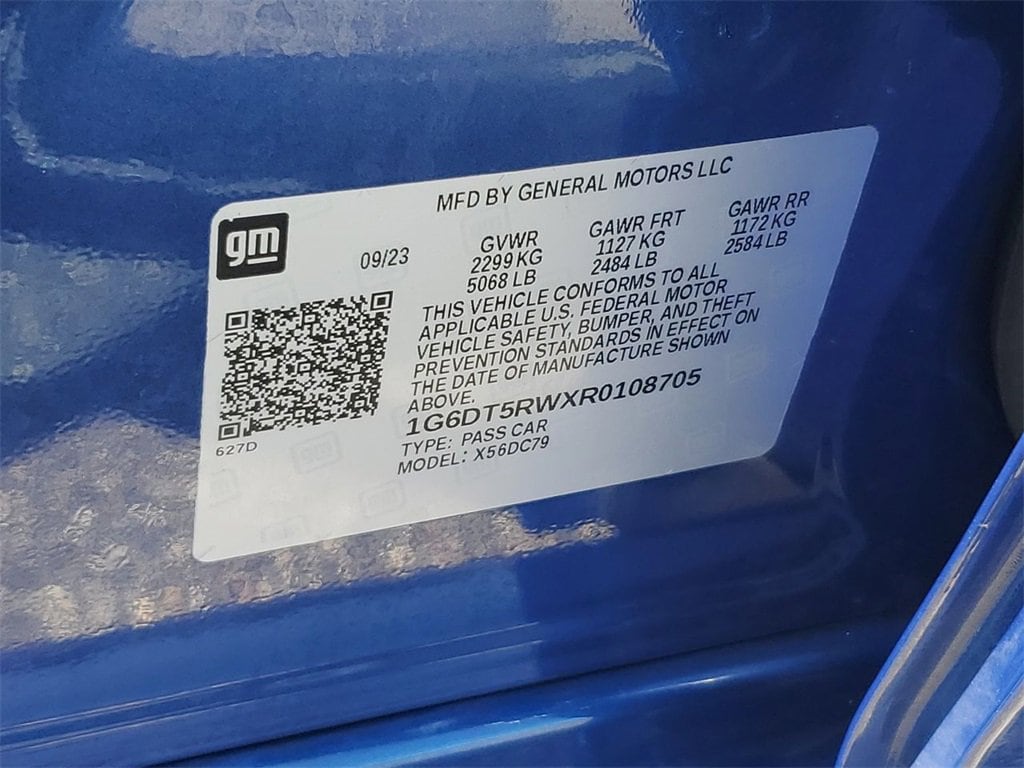 MFD BY GENERAL MOTORS LLC
gm
09/23
GVWR
2299 KG
5068 LB
GAWR FRT
1127 KG
2484 LB
GAWR RR
1172 KG
2584 LB
THIS VEHICLE CONFORMS TO ALL
APPLICABLE U.S. FEDERAL MOTOR
VEHICLE SAFETY, BUMPER, AND THEFT
PREVENTION STANDARDS IN EFFECT ON
THE DATE OF MANUFACTURE SHOWN
ABOVE.
1G6DT5RWXR0108705
TYPE: PASS CAR
MODEL: X56DC79
627D